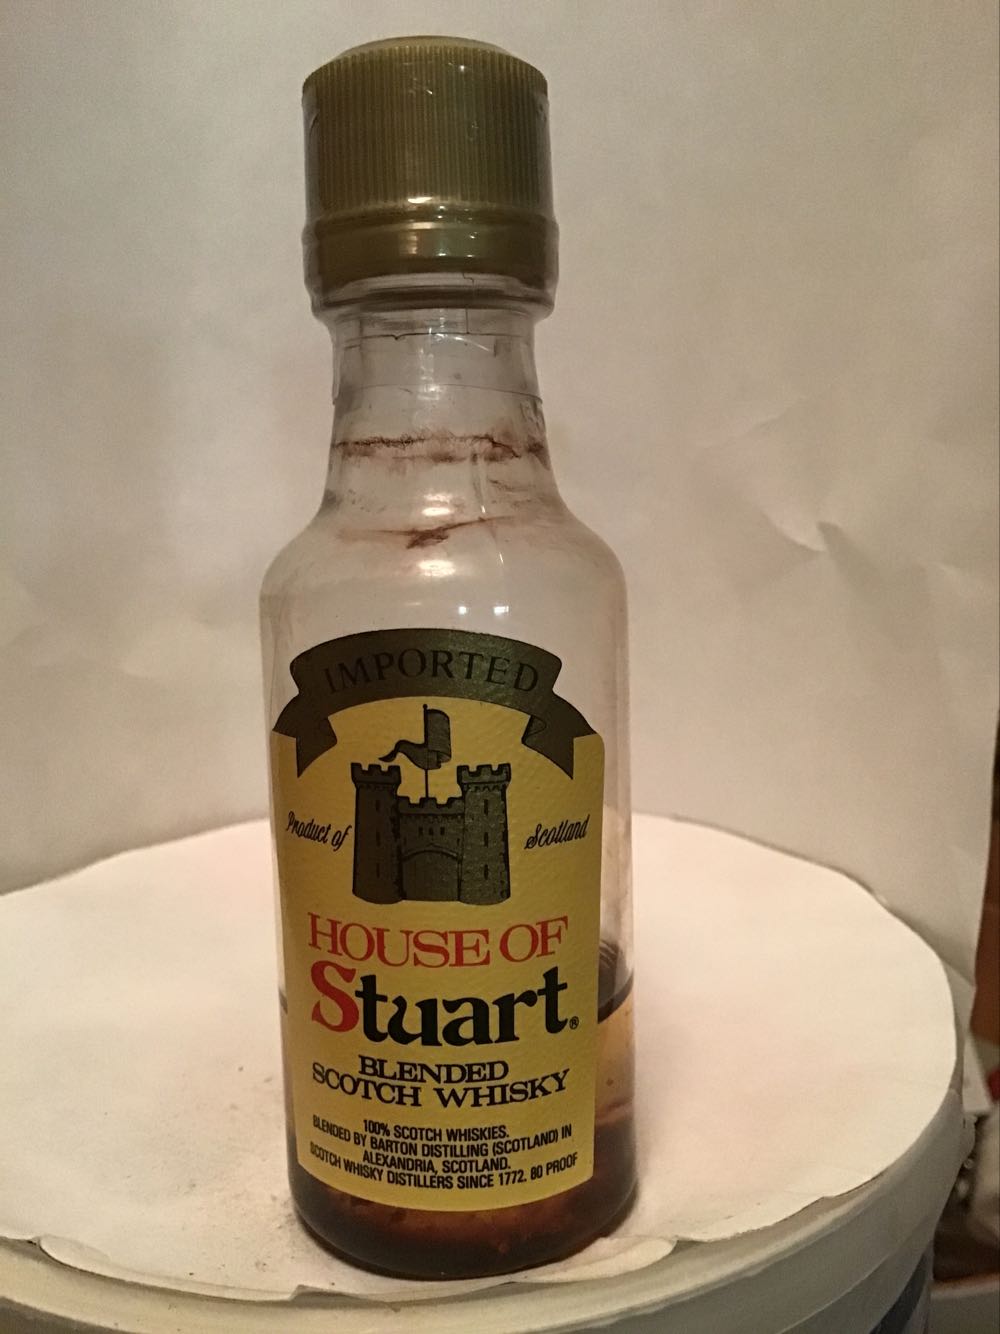 IMPORTED
Product of Scotland
HOUSE OF
Stuart®
BLENDED
SCOTCH WHISKY
100% SCOTCH WHISKIES.
BLENDED BY BARTON DISTILLING (SCOTLAND) IN
ALEXANDRIA, SCOTLAND.
SCOTCH WHISKY DISTILLERS SINCE 1772. 80 PROOF